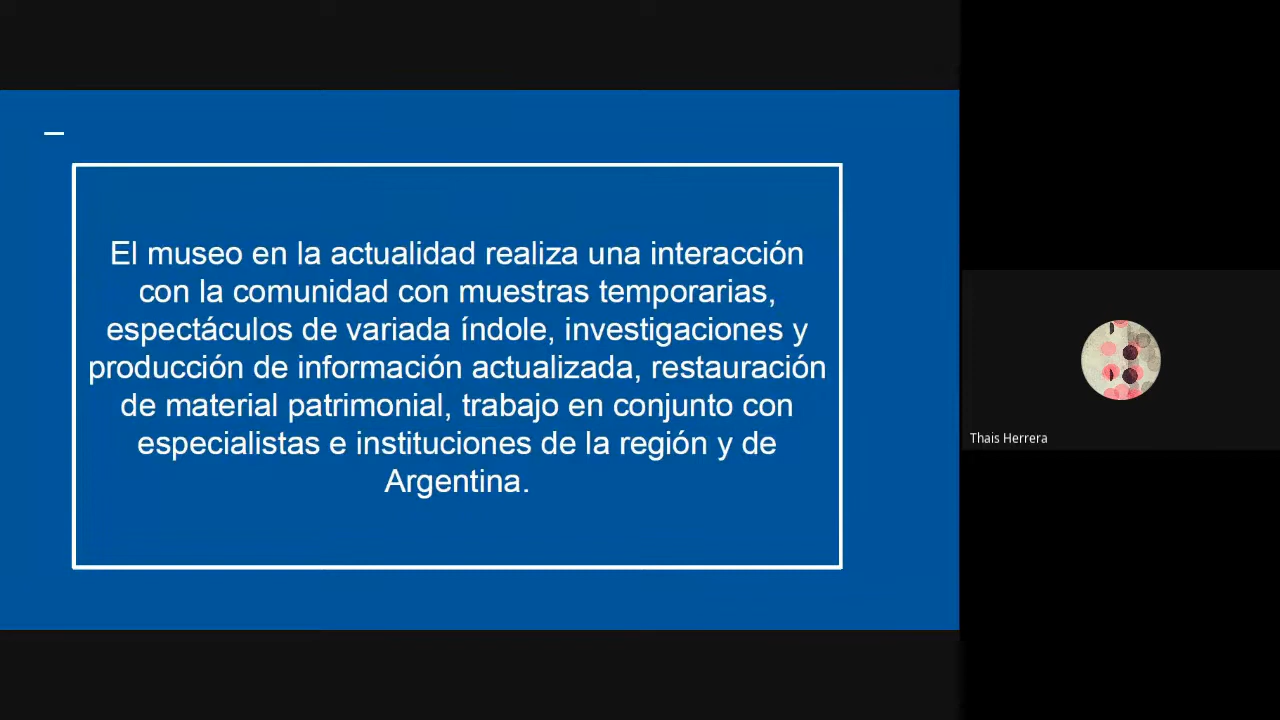 El museo en la actualidad realiza una interacción
con la comunidad con muestras temporarias,
espectáculos de variada índole, investigaciones y
producción de información actualizada, restauración
de material patrimonial, trabajo en conjunto con
especialistas e instituciones de la región y de
Argentina.
Thais Herrera